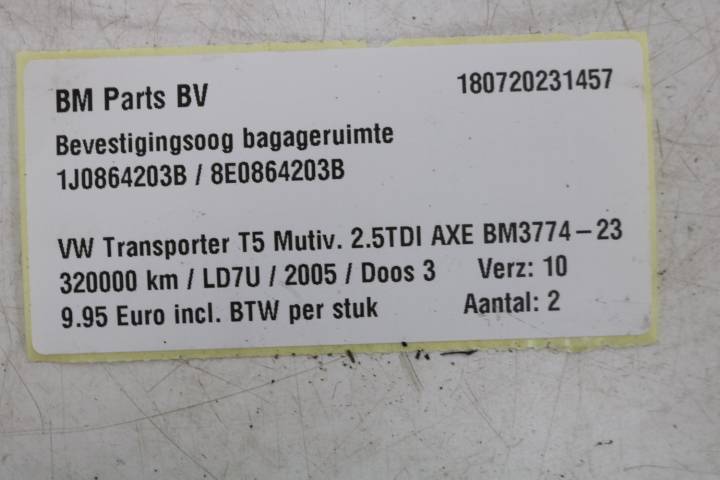 BM Parts BV 180720231457
Bevestigingsoog bagageruimte
1J0864203B / 8E0864203B
VW Transporter T5 Mutiv. 2.5TDI AXE BM3774-23
320000 km / LD7U / 2005 / Doos 3 Verz: 10
9.95 Euro incl. BTW per stuk Aantal: 2